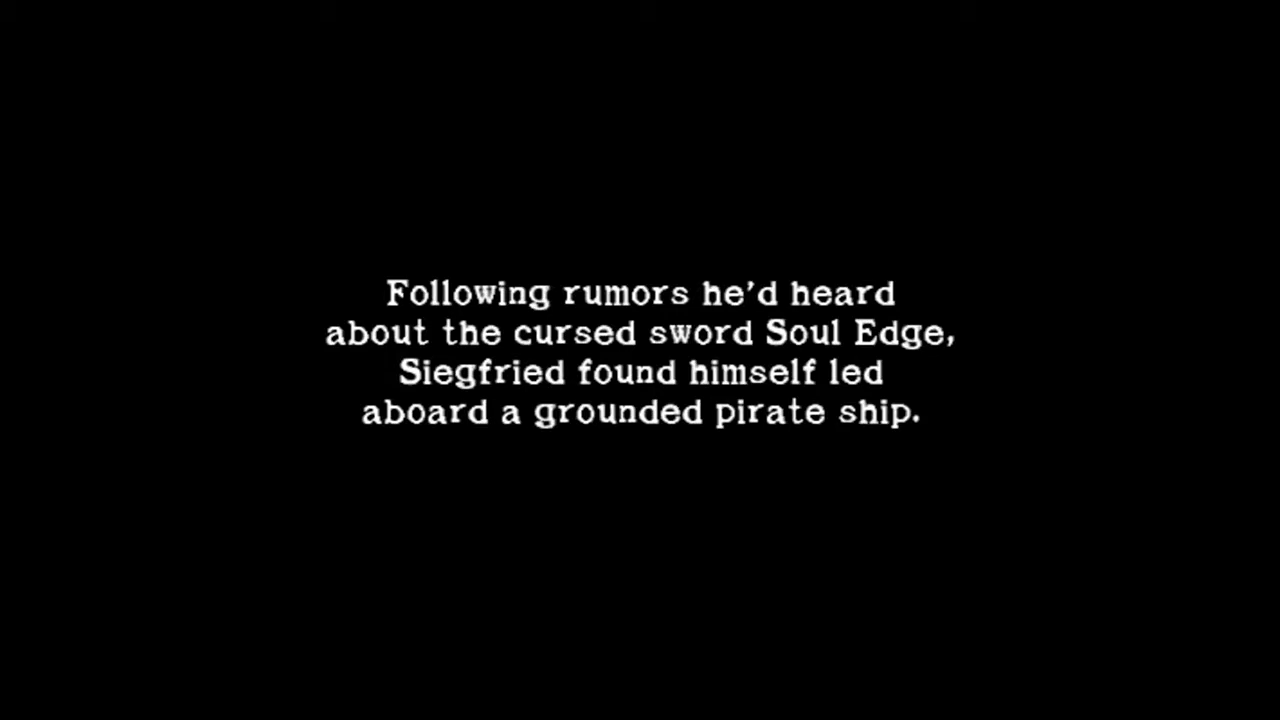 Following rumors he'd heard
about the cursed sword Soul Edge,
Siegfried found himself led
aboard a grounded pirate ship.